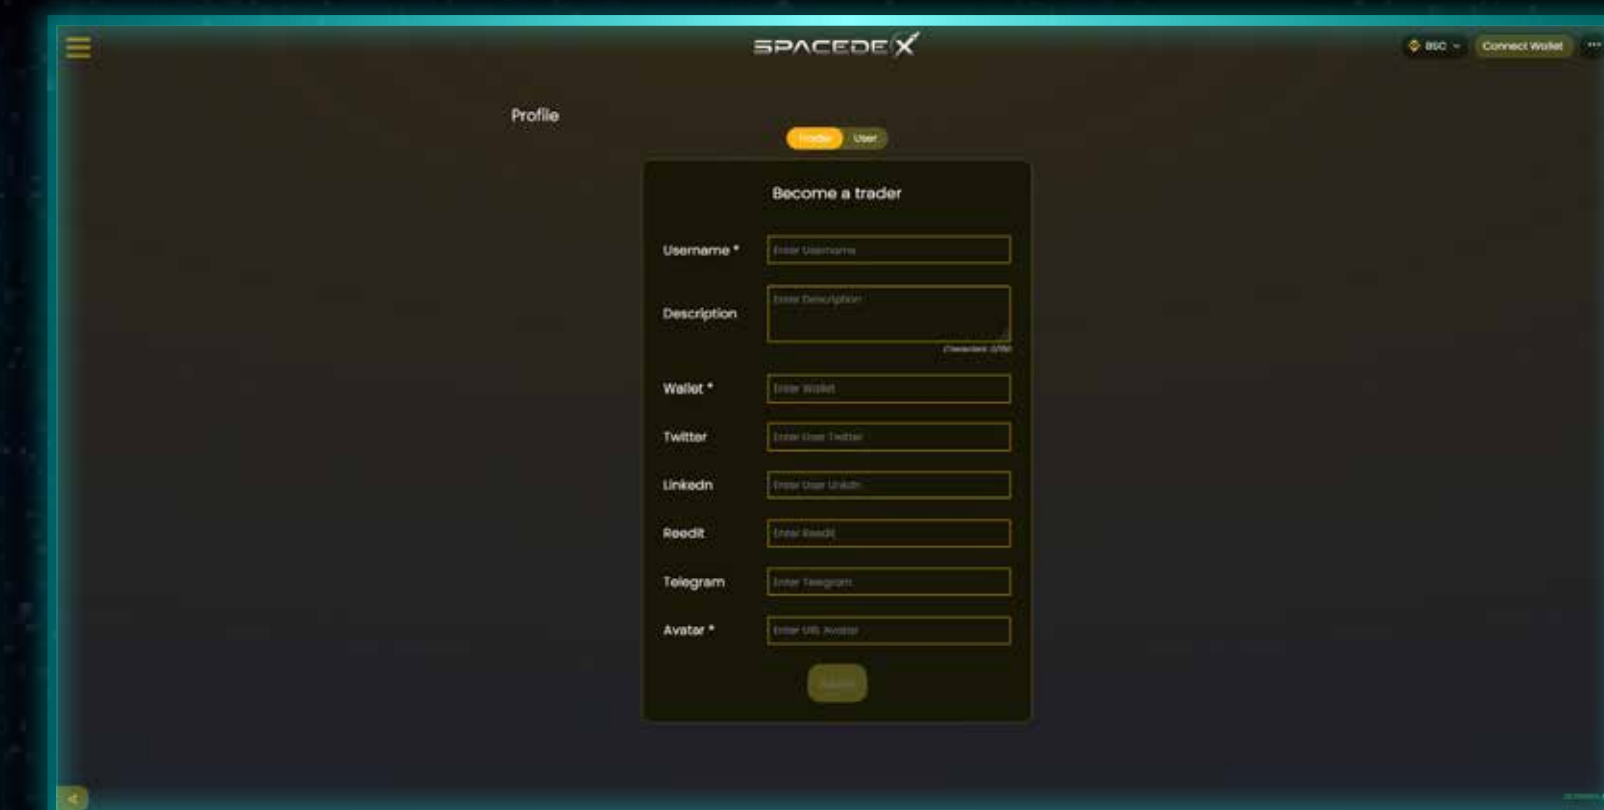 SPACEDEX
BSC
Connect Wallet
Profile
Trader User
Become a trader
Username * Enter Username
Description Enter Description
Wallet * Enter Wallet
Twitter Enter User Twitter
Linkedn Enter User
Reedit Enter Reedit
Telegram Enter Telegram
Avatar * Enter URL Avatar